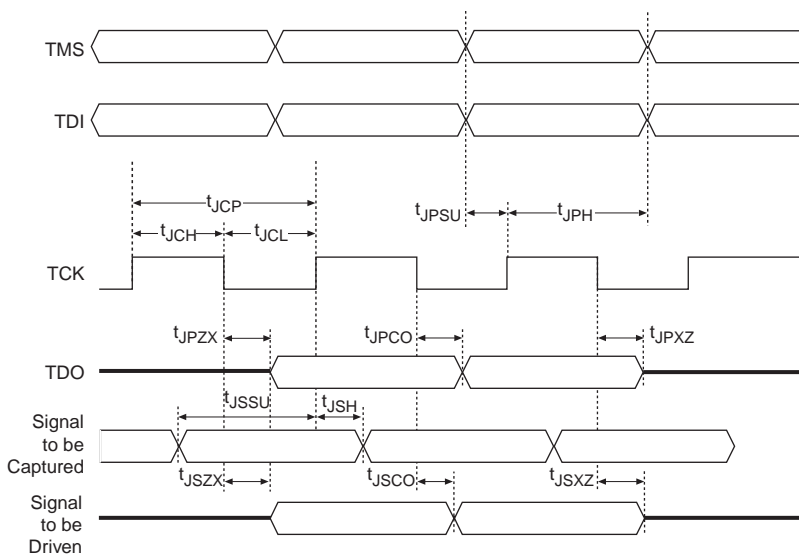 TMS
TDI
tJCP
tJPSU
tJPH
tJCH
tJCL
TCK
tJPZX
tJPCO
tJPXZ
TDO
tJSSU
tJSH
Signal
to be
Captured
tJSZX
tJSCO
tJSXZ
Signal
to be
Driven